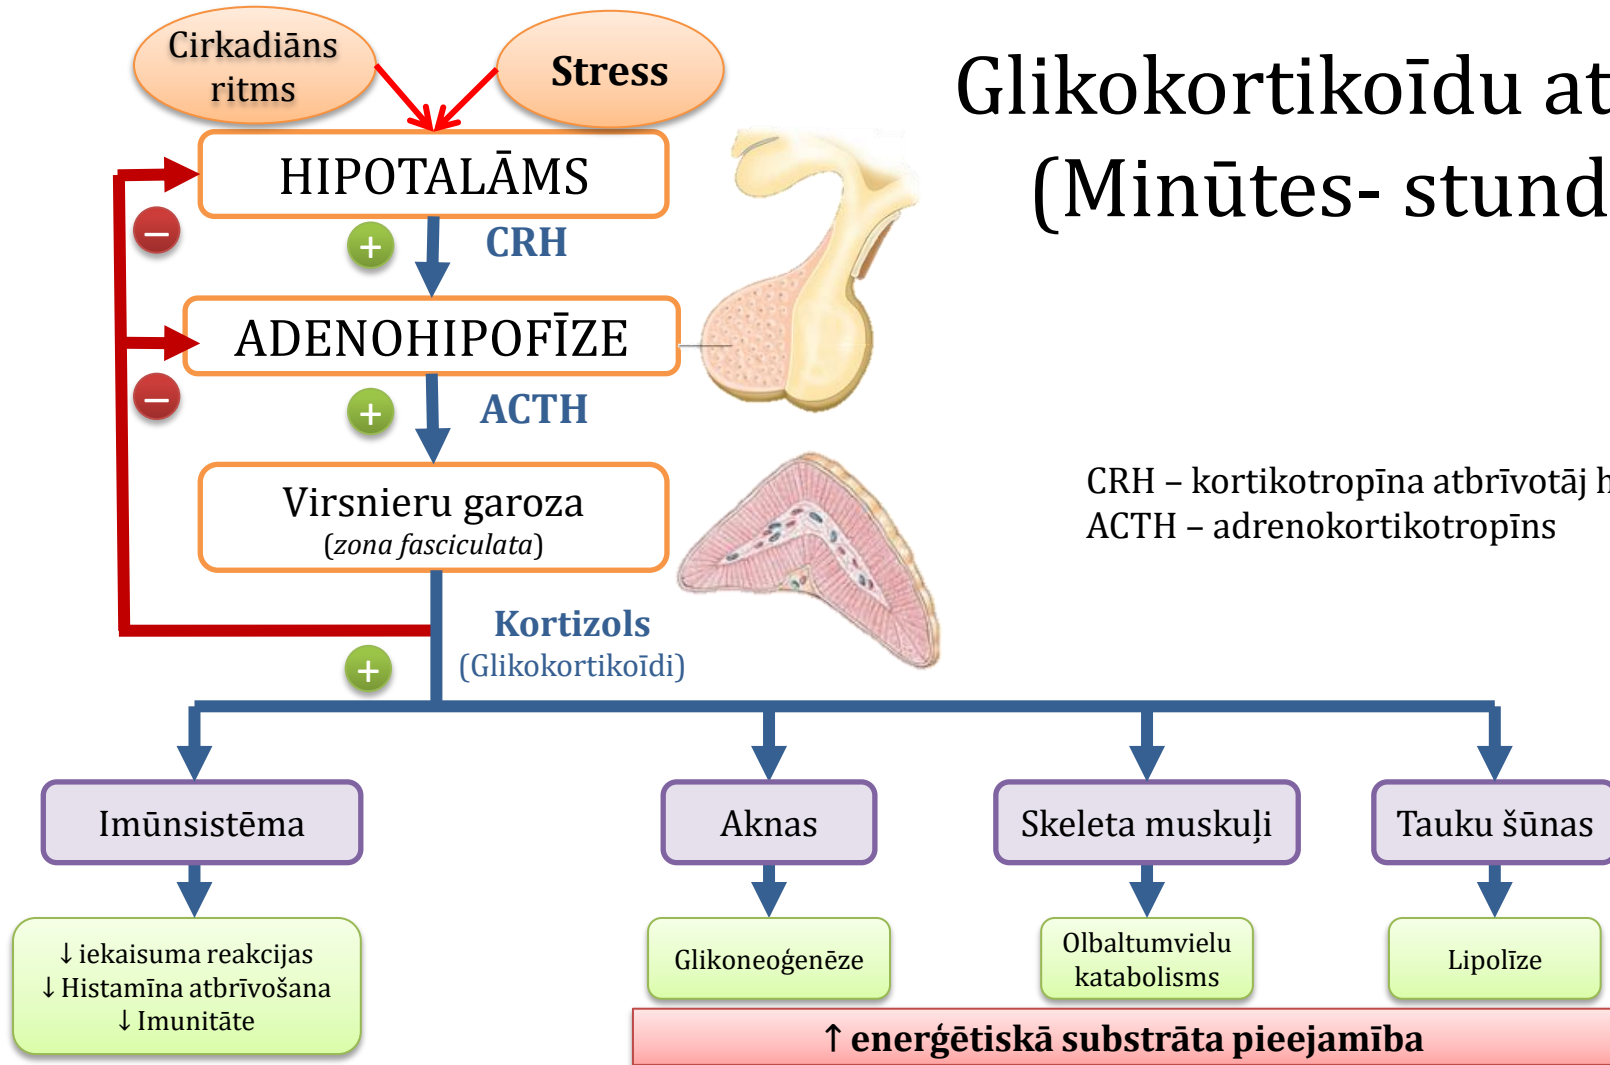 Cirkadiāns
ritms
Stress
Glikokortikoīdu at
(Minūtes- stund
HIPOTALĀMS
–
+
CRH
ADENOHIPOFĪZE
–
+
ACTH
Virsnieru garoza
(zona fasciculata)
CRH – kortikotropīna atbrīvotāj h
ACTH – adrenokortikotropīns
Kortizols
(Glikokortikoīdi)
+
Imūnsistēma
Aknas
Skeleta muskuļi
Tauku šūnas
↓ iekaisuma reakcijas
↓ Histamīna atbrīvošana
↓ Imunitāte
Glikoneoģenēze
Olbaltumvielu
katabolisms
Lipolīze
↑ enerģētiskā substrāta pieejamība